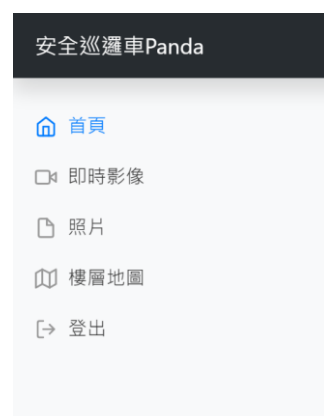 安全巡邏車Panda
首頁
即時影像
照片
樓層地圖
登出